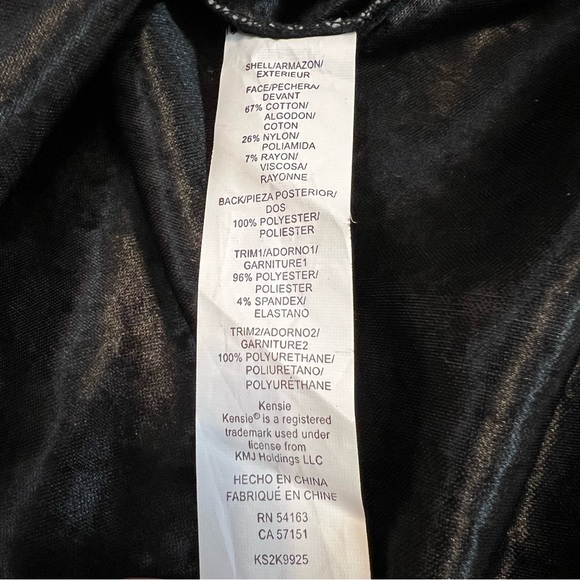 SHELL/ARMAZON/
EXTERIEUR
FACE/PECHERA/
DEVANT
67% COTTON/
ALGODON/
COTON
26% NYLON/
POLIAMIDA
7% RAYON/
VISCOSA/
RAYONNE
BACK/PIEZA POSTERIOR/
DOS
100% POLYESTER/
POLIESTER
TRIM1/ADORNO1/
GARNITURE1
96% POLYESTER/
POLIESTER
4% SPANDEX/
ELASTANO
TRIM2/ADORNO2/
GARNITURE2
100% POLYURETHANE/
POLIURETANO/
POLYURÉTHANE
Kensie
Kensie® is a registered
trademark used under
license from
KMJ Holdings LLC
HECHO EN CHINA
FABRIQUÉ EN CHINE
RN 54163
CA 57151
KS2K9925